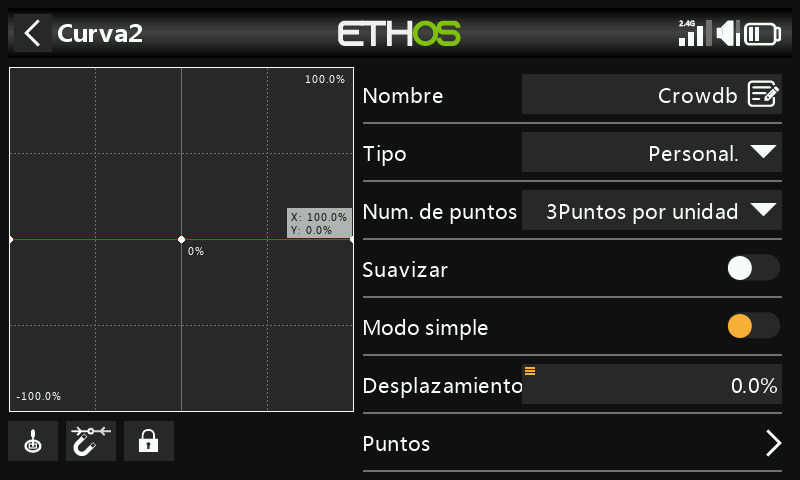 Curva2
ETHOS
2.4G
100.0%
X: 100.0%
Y: 0.0%
0%
-100.0%
Nombre
Crowdb
Tipo
Personal.
Num. de puntos
3Puntos por unidad
Suavizar
Modo simple
Desplazamiento
0.0%
Puntos